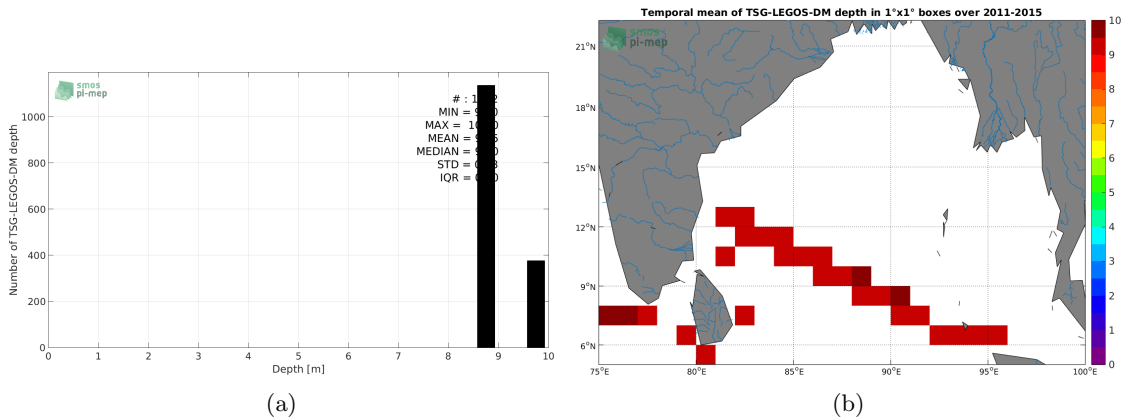 smos
pi-mep
# :
MIN =
MAX =
MEAN =
MEDIAN =
STD =
IQR =
Number of TSG-LEGOS-DM depth
1000
800
600
400
200
0
0 1 2 3 4 5 6 7 8 9 10
Depth [m]
(a)
Temporal mean of TSG-LEGOS-DM depth in 1°x1° boxes over 2011-2015
smos
pi-mep
21°N
18°N
15°N
12°N
9°N
6°N
75°E 80°E 85°E 90°E 95°E 100°E
10
9
8
7
6
5
4
3
2
1
0
(b)